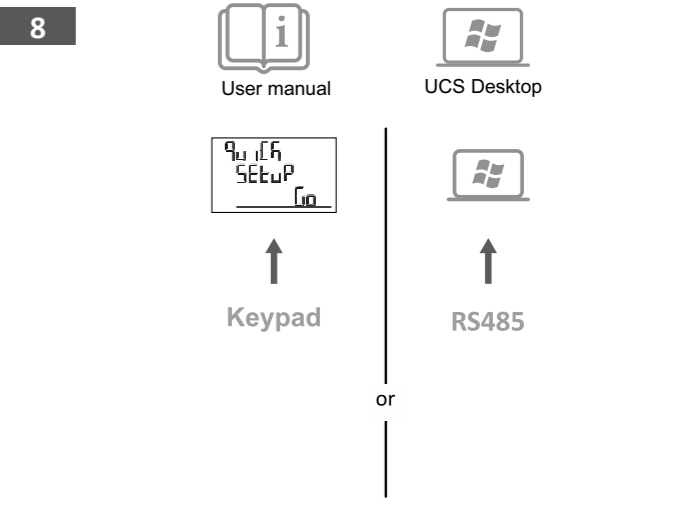 8
i
User manual
UCS Desktop
quick
SEtuP
Go
Keypad
RS485
or